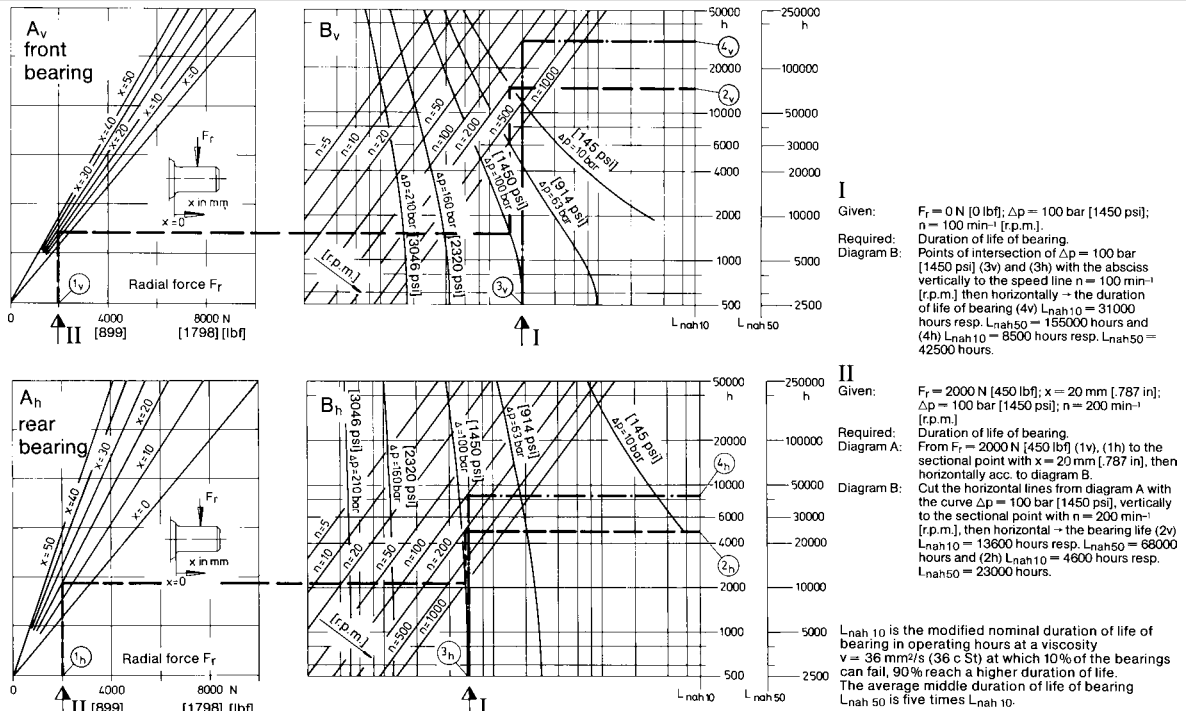 Av
front
bearing
x=50
x=40
x=30
x=20
x=10
x=0
Fr
x in mm
x=0
1v
Radial force Fr
0 4000 8000 N
II [899] [1798] [lbf]
Bv
n=5
n=10
n=20
n=50
n=100
n=200
n=500
n=1000
Δp=210 bar
[3046 psi]
Δp=160 bar
[2320 psi]
[1450 psi]
Δp=100 bar
[914 psi]
Δp=63 bar
[145 psi]
Δp=10 bar
[r.p.m.]
3v
I
50000
h
4v
20000
2v
10000
6000
4000
2000
1000
500
L nah 10
250000
h
100000
50000
30000
20000
10000
5000
2500
L nah 50
Ah
rear
bearing
x=50
x=40
x=30
x=20
x=10
x=0
Fr
x in mm
x=0
1h
Radial force Fr
0 4000 8000 N
II [899] [1798] [lbf]
Bh
[3046 psi]
Δp=210 bar
[2320 psi]
Δp=160 bar
[1450 psi]
Δ=100 bar
[914 psi]
Δp=63 bar
[145 psi]
Δp=10 bar
n=5
n=10
n=20
n=50
n=100
n=200
n=500
n=1000
[r.p.m.]
3h
I
50000
h
20000
4h
10000
6000
4000
2h
2000
1000
500
L nah 10
250000
h
100000
50000
30000
20000
10000
5000
2500
L nah 50
I
Given: Fr = 0 N [0 lbf]; Δp = 100 bar [1450 psi];
n = 100 min⁻¹ [r.p.m.].
Required: Duration of life of bearing.
Diagram B: Points of intersection of Δp = 100 bar
[1450 psi] (3v) and (3h) with the absciss
vertically to the speed line n = 100 min⁻¹
[r.p.m.] then horizontally → the duration
of life of bearing (4v) Lnah10 = 31000
hours resp. Lnah50 = 155000 hours and
(4h) Lnah10 = 8500 hours resp. Lnah50 =
42500 hours.
II
Given: Fr = 2000 N [450 lbf]; x = 20 mm [.787 in];
Δp = 100 bar [1450 psi]; n = 200 min⁻¹
[r.p.m.]
Required: Duration of life of bearing.
Diagram A: From Fr = 2000 N [450 lbf] (1v), (1h) to the
sectional point with x = 20 mm [.787 in], then
horizontally acc. to diagram B.
Diagram B: Cut the horizontal lines from diagram A with
the curve Δp = 100 bar [1450 psi], vertically
to the sectional point with n = 200 min⁻¹
[r.p.m.], then horizontal → the bearing life (2v)
Lnah10 = 13600 hours resp. Lnah50 = 68000
hours and (2h) Lnah10 = 4600 hours resp.
Lnah50 = 23000 hours.
Lnah 10 is the modified nominal duration of life of
bearing in operating hours at a viscosity
v = 36 mm²/s (36 c St) at which 10% of the bearings
can fail, 90% reach a higher duration of life.
The average middle duration of life of bearing
Lnah 50 is five times Lnah 10.